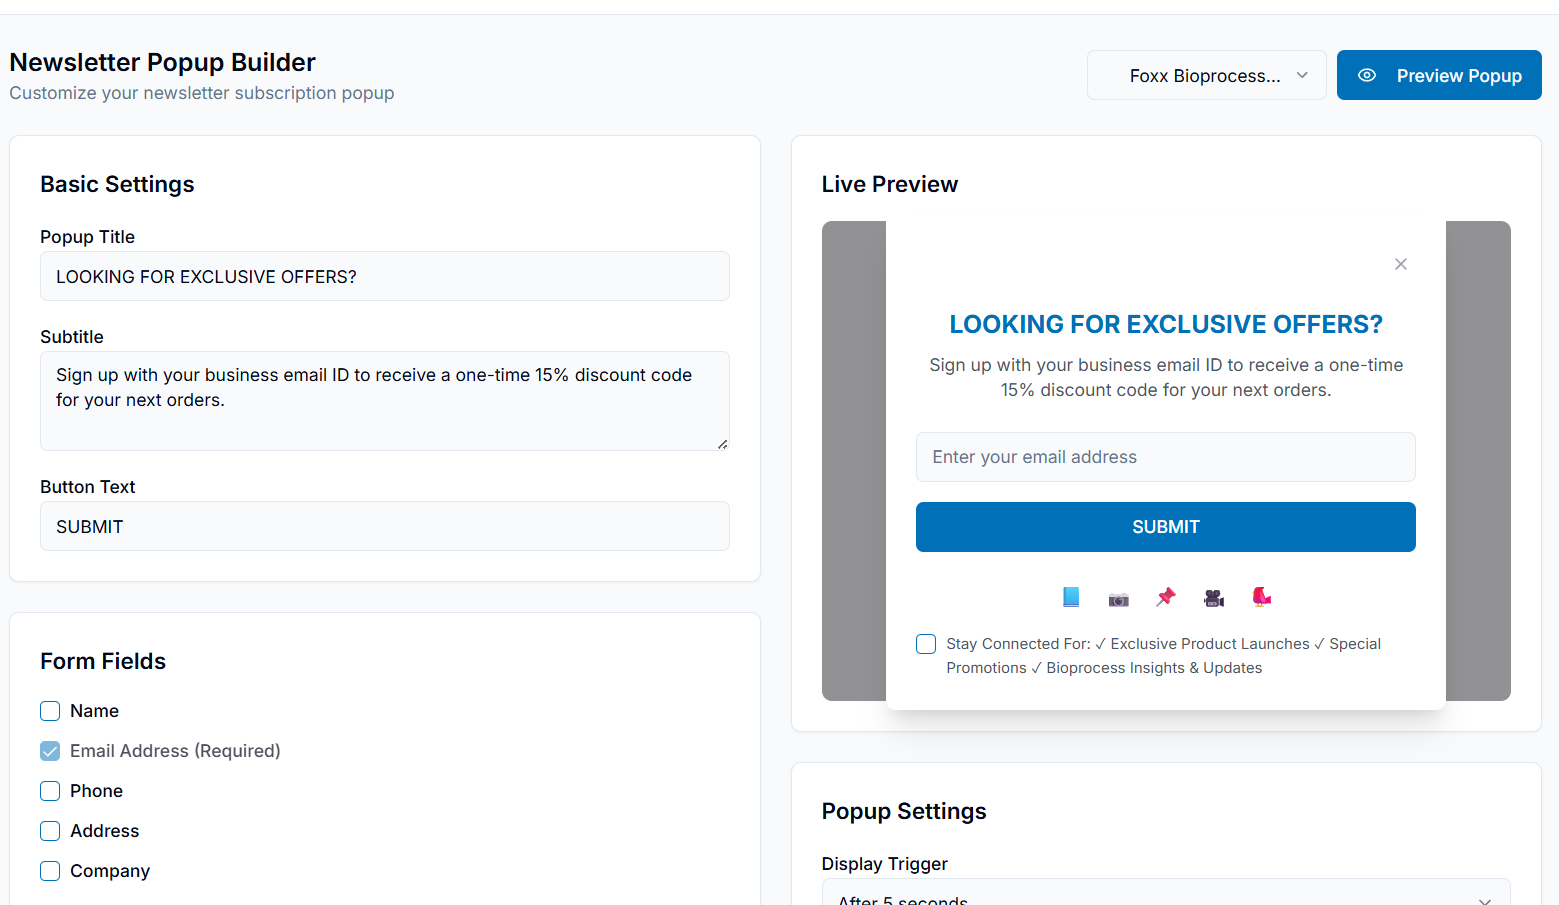 Newsletter Popup Builder
Customize your newsletter subscription popup
Foxx Bioprocess...
Preview Popup
Basic Settings
Popup Title
LOOKING FOR EXCLUSIVE OFFERS?
Subtitle
Sign up with your business email ID to receive a one-time 15% discount code
for your next orders.
Button Text
SUBMIT
Form Fields
Name
Email Address (Required)
Phone
Address
Company
Live Preview
LOOKING FOR EXCLUSIVE OFFERS?
Sign up with your business email ID to receive a one-time
15% discount code for your next orders.
Enter your email address
SUBMIT
Stay Connected For: ✓ Exclusive Product Launches ✓ Special
Promotions ✓ Bioprocess Insights & Updates
Popup Settings
Display Trigger
After 5 seconds